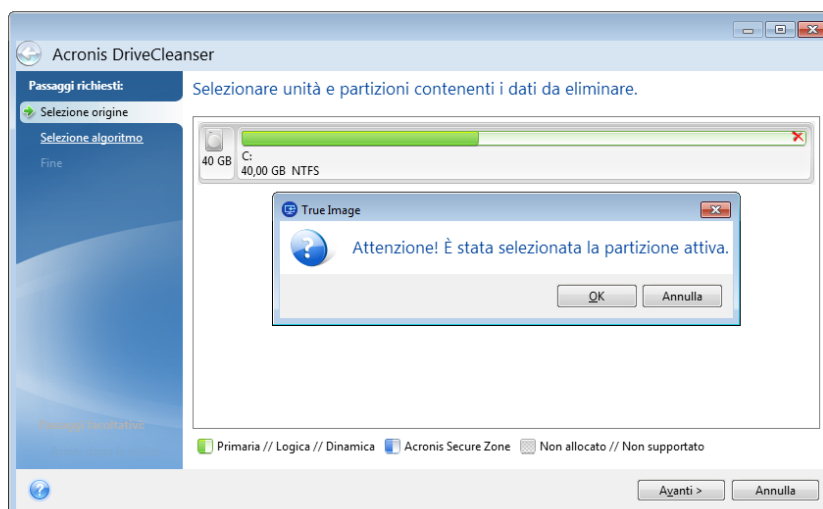 Acronis DriveCleanser
Passaggi richiesti:
Selezione origine
Selezione algoritmo
Fine
Selezionare unità e partizioni contenenti i dati da eliminare.
40 GB
C:
40,00 GB NTFS
True Image
Attenzione! È stata selezionata la partizione attiva.
OK
Annulla
Primaria // Logica // Dinamica
Acronis Secure Zone
Non allocato // Non supportato
Avanti >
Annulla